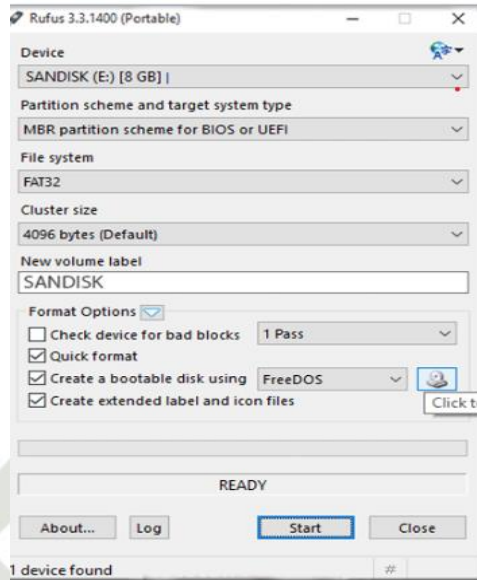 Rufus 3.3.1400 (Portable)
Device
SANDISK (E:) [8 GB] |
Partition scheme and target system type
MBR partition scheme for BIOS or UEFI
File system
FAT32
Cluster size
4096 bytes (Default)
New volume label
SANDISK
Format Options
Check device for bad blocks 1 Pass
Quick format
Create a bootable disk using FreeDOS
Create extended label and icon files
Click t
READY
About... Log Start Close
1 device found #